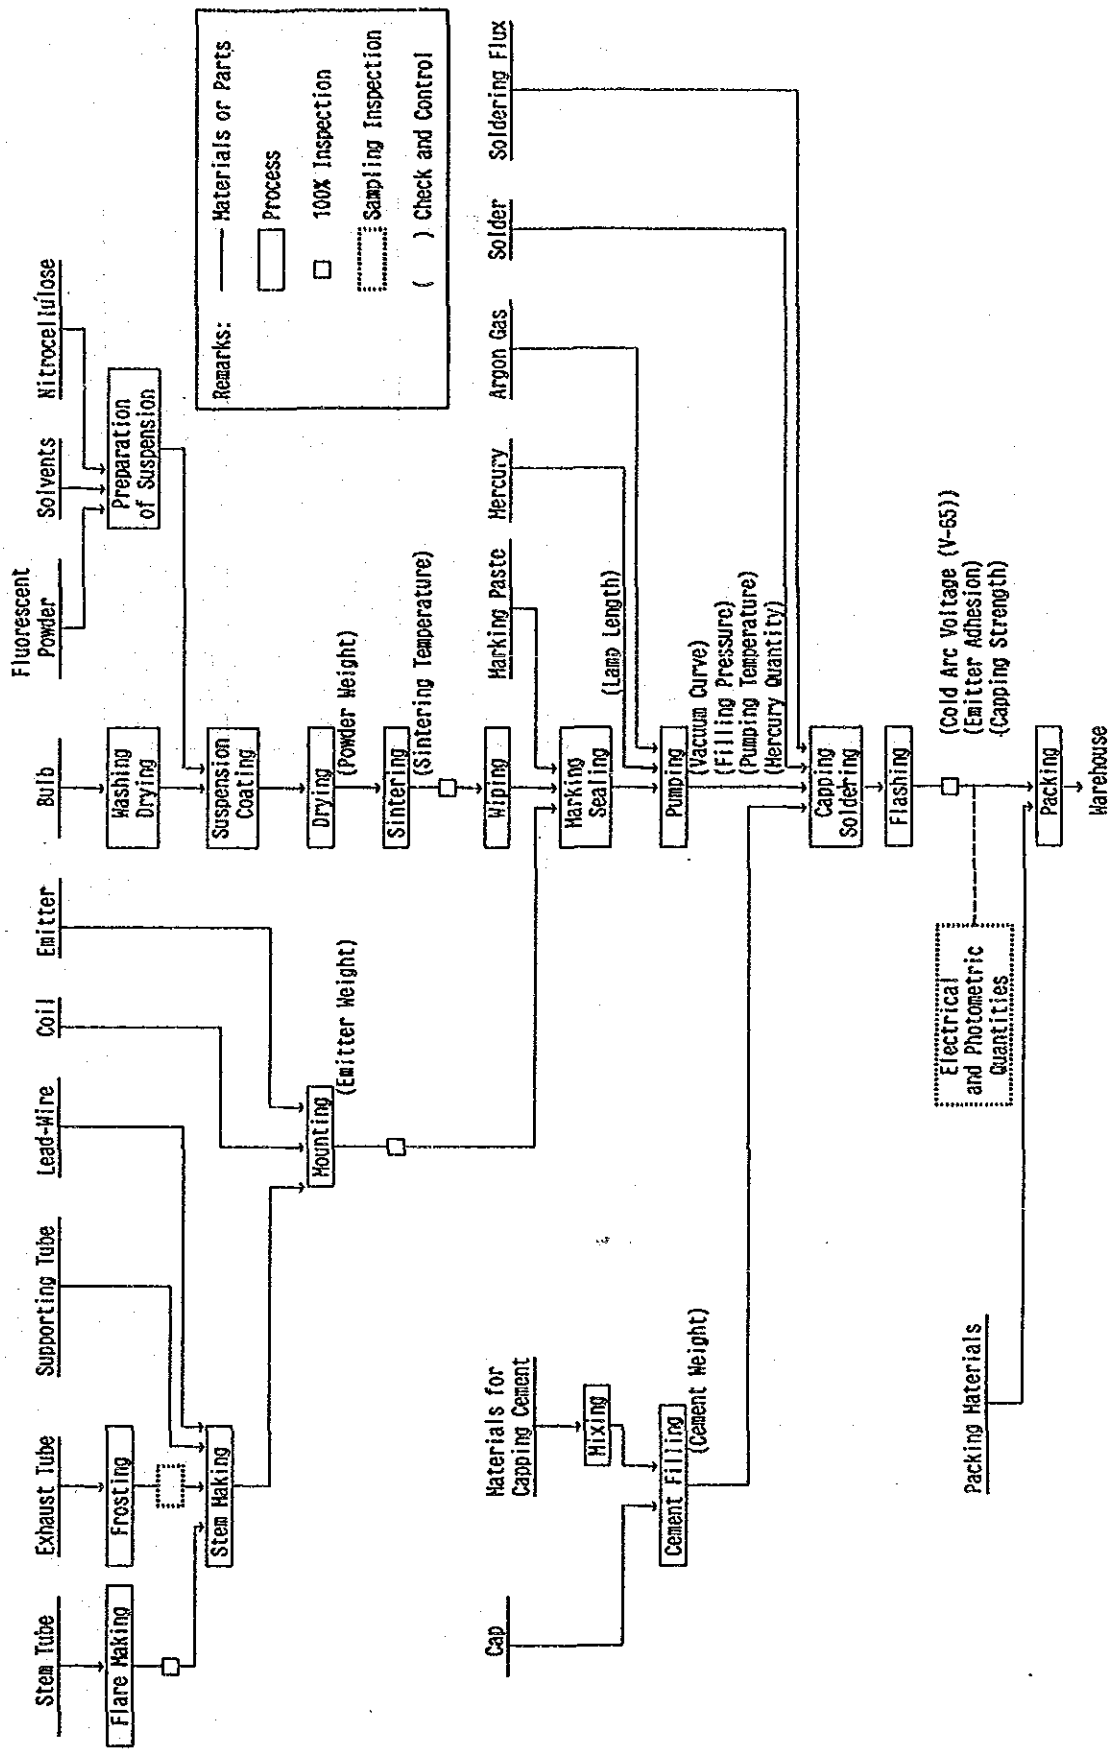 Stem Tube
Exhaust Tube
Supporting Tube
Lead-Wire
Coil
Emitter
Bulb
Fluorescent
Powder
Solvents
Nitrocellulose
Flare Making
Frosting
Washing
Drying
Preparation
of Suspension
Stem Making
Suspension
Coating
Mounting
(Emitter Weight)
Drying
(Powder Weight)
Sintering
(Sintering Temperature)
Remarks:
Materials or Parts
Process
100% Inspection
Sampling Inspection
( ) Check and Control
Cap
Materials for
Capping Cement
Mixing
Wiping
Marking Paste
Mercury
Argon Gas
Solder
Soldering Flux
Marking
Sealing
(Lamp Length)
Cement Filling
(Cement Weight)
Pumping
(Vacuum Curve)
(Filling Pressure)
(Pumping Temperature)
(Mercury Quantity)
Capping
Soldering
Flashing
(Cold Arc Voltage (V-65))
(Emitter Adhesion)
(Capping Strength)
Electrical
and Photometric
Quantities
Packing Materials
Packing
Warehouse